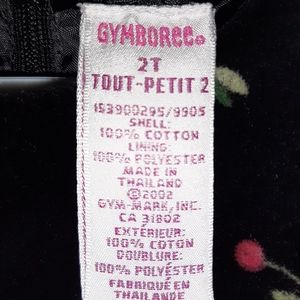 GYMBOREE®
2T
TOUT-PETIT 2
153900295/9905
SHELL:
100% COTTON
LINING:
100% POLYESTER
MADE IN
THAILAND
©2002
GYM-MARK, INC.
CA 31802
EXTÉRIEUR:
100% COTON
DOUBLURE:
100% POLYESTER
FABRIQUÉ EN
THAÏLANDE